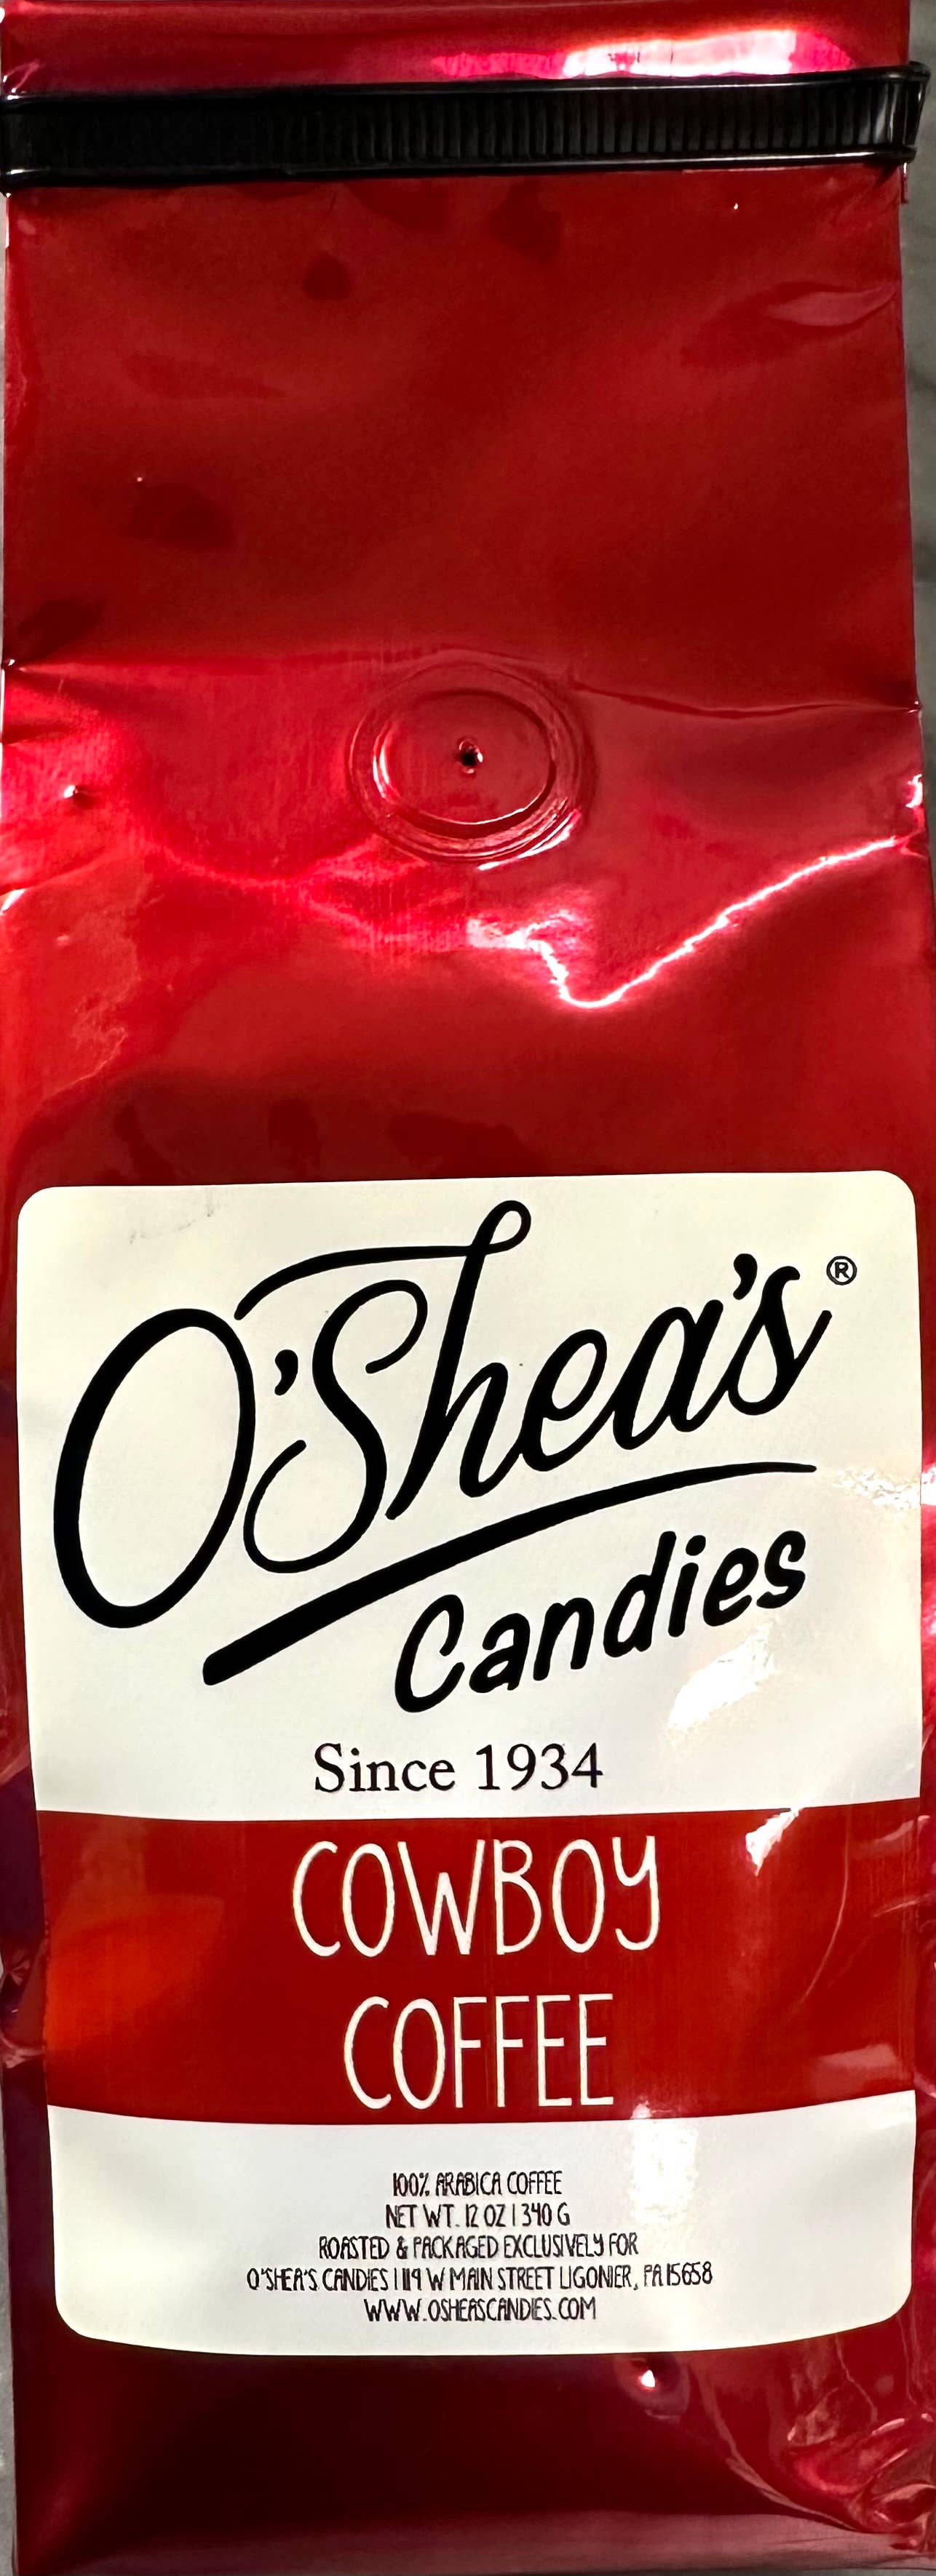 O'Shea's®
Candies
Since 1934
COWBOY
COFFEE
100% ARABICA COFFEE
NET WT. 12 OZ | 340 G
ROASTED & PACKAGED EXCLUSIVELY FOR
O'SHEA'S CANDIES | 119 W MAIN STREET LIGONIER, PA 15658
WWW.OSHEASCANDIES.COM